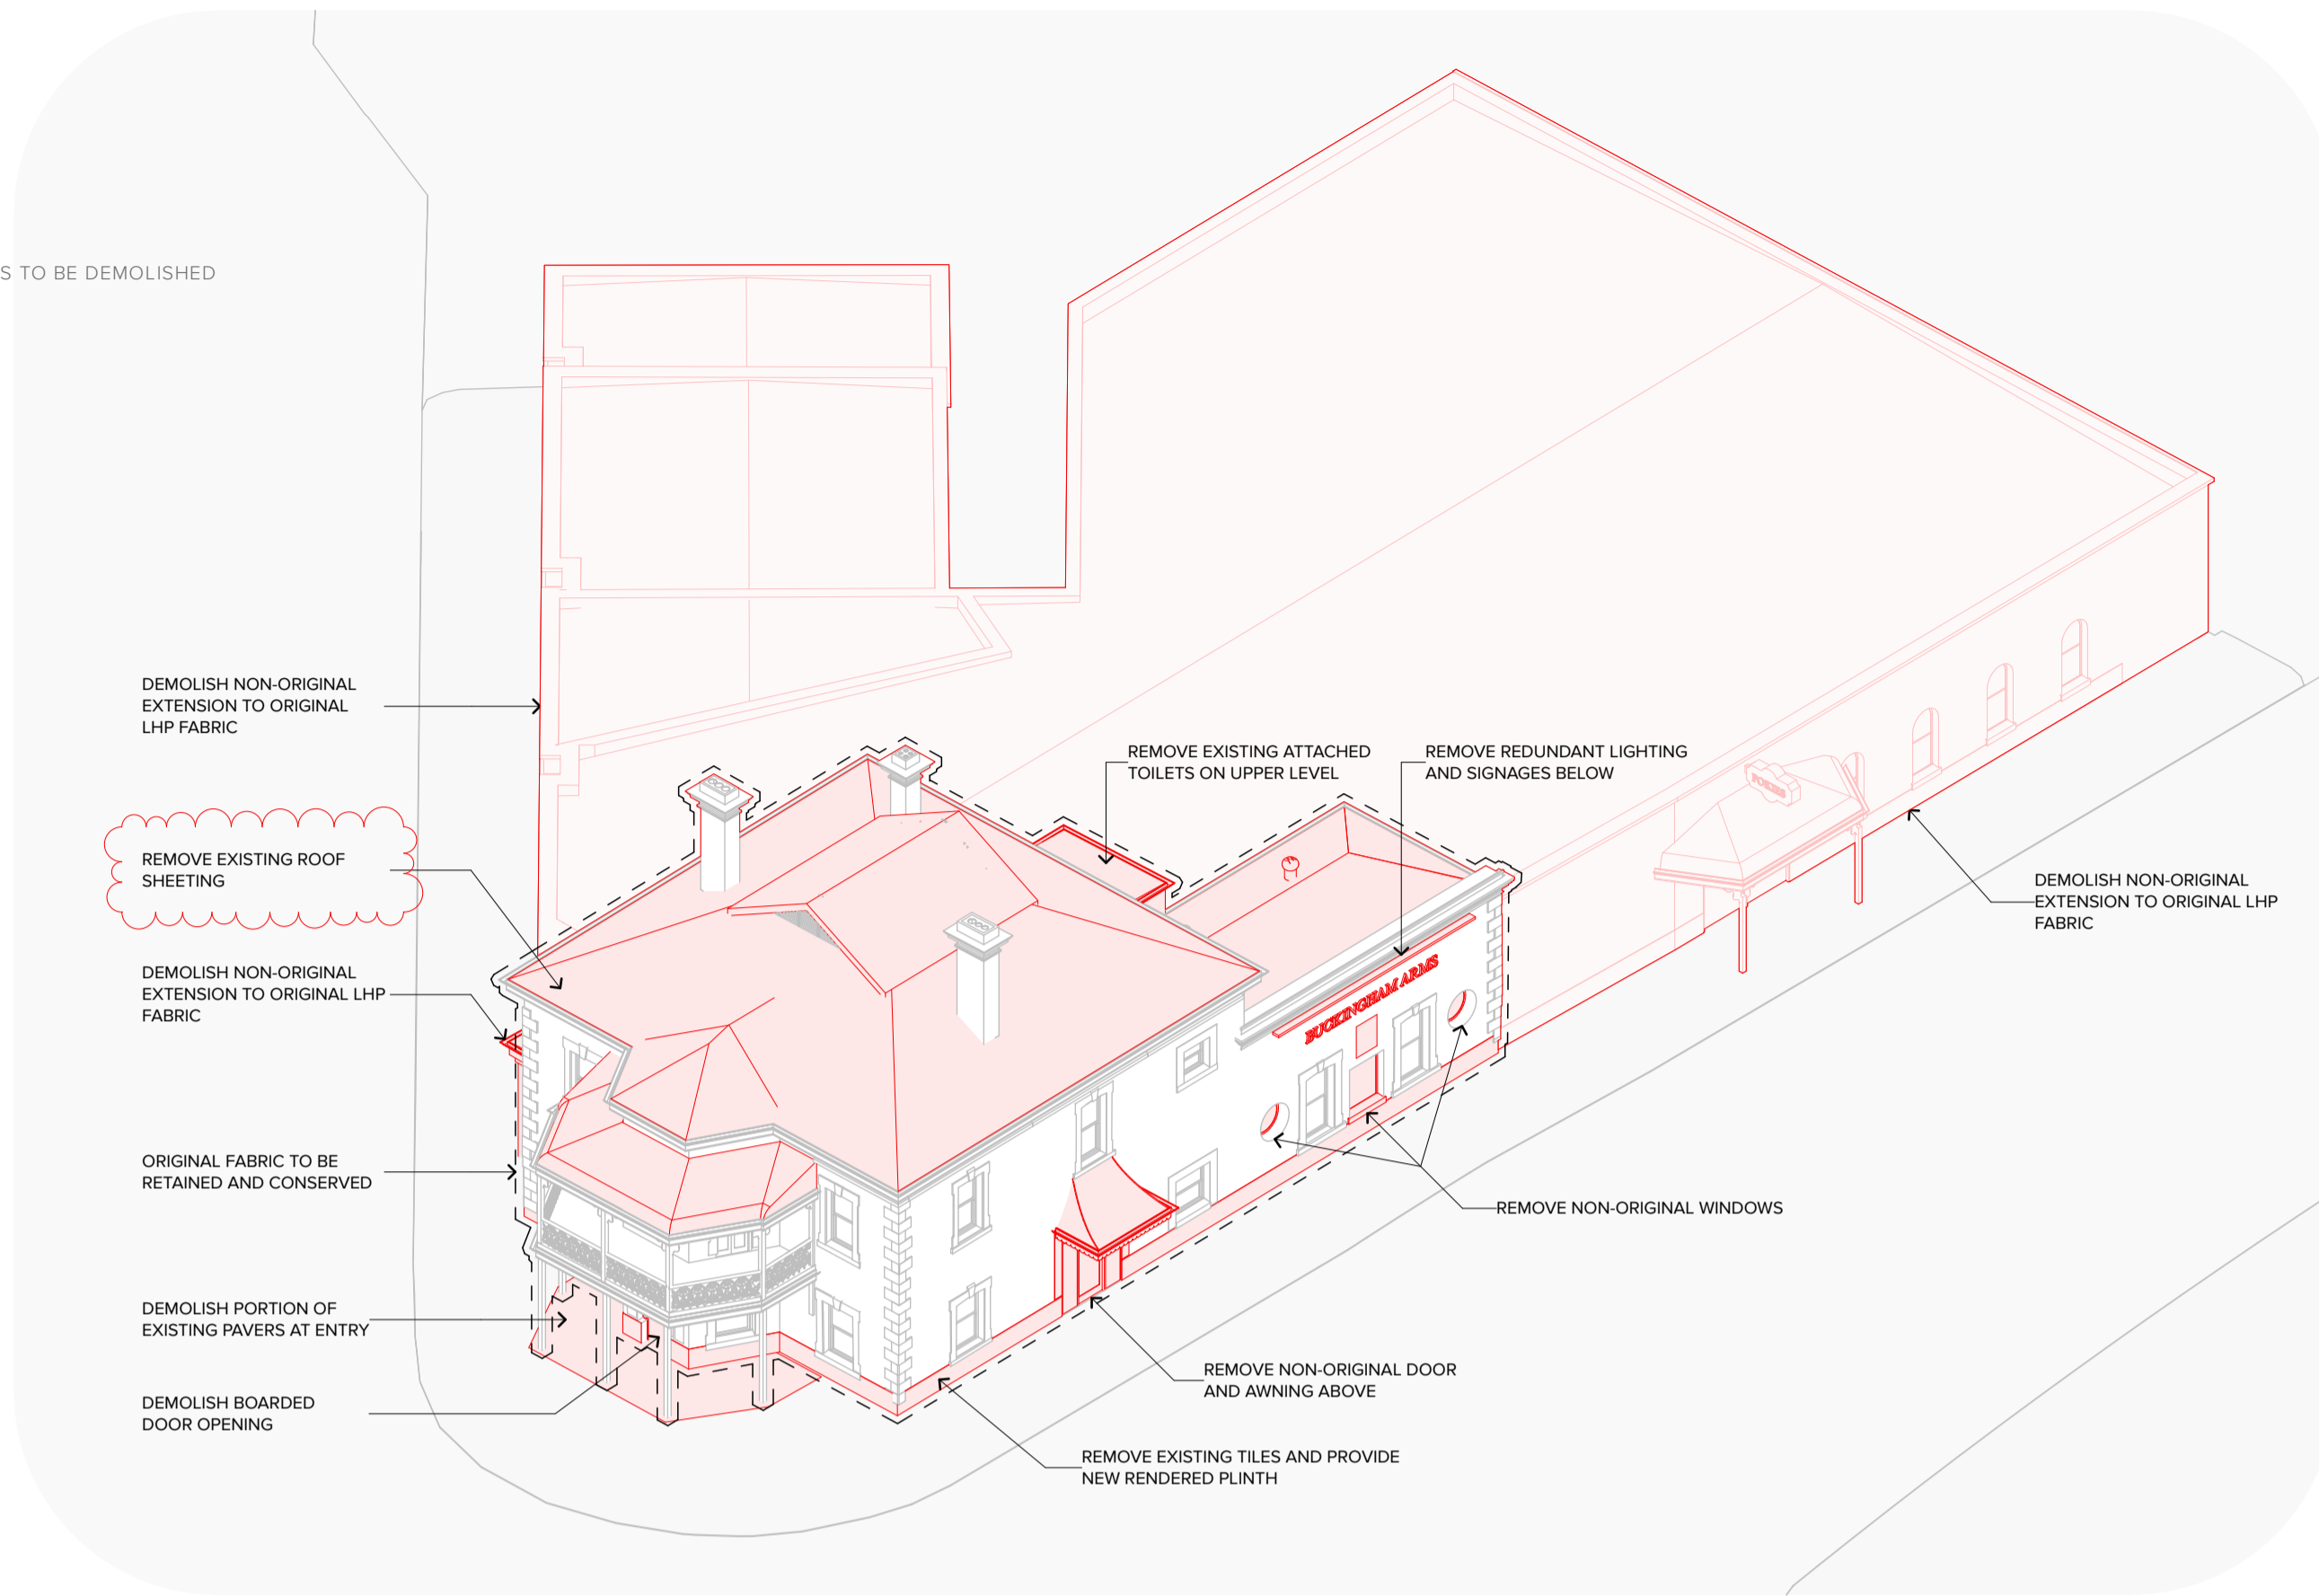 S TO BE DEMOLISHED
DEMOLISH NON-ORIGINAL
EXTENSION TO ORIGINAL
LHP FABRIC
REMOVE EXISTING ROOF
SHEETING
DEMOLISH NON-ORIGINAL
EXTENSION TO ORIGINAL LHP
FABRIC
ORIGINAL FABRIC TO BE
RETAINED AND CONSERVED
DEMOLISH PORTION OF
EXISTING PAVERS AT ENTRY
DEMOLISH BOARDED
DOOR OPENING
REMOVE EXISTING ATTACHED
TOILETS ON UPPER LEVEL
REMOVE REDUNDANT LIGHTING
AND SIGNAGES BELOW
POKIES
BUCKINGHAM ARMS
DEMOLISH NON-ORIGINAL
EXTENSION TO ORIGINAL LHP
FABRIC
REMOVE NON-ORIGINAL WINDOWS
REMOVE NON-ORIGINAL DOOR
AND AWNING ABOVE
REMOVE EXISTING TILES AND PROVIDE
NEW RENDERED PLINTH